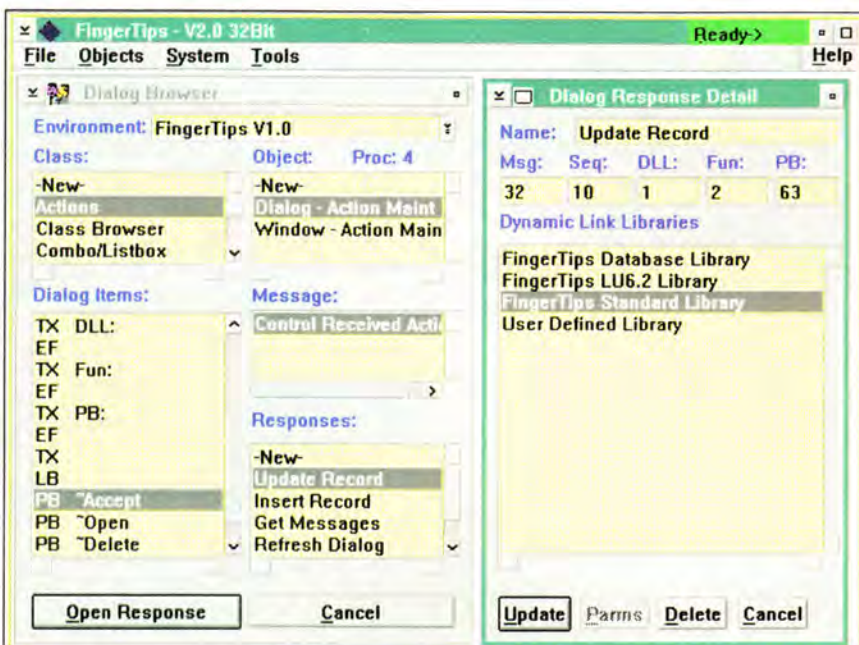 FingerTips - V2.0 32Bit Ready->
File Objects System Tools Help
Dialog Browser
Environment: FingerTips V1.0
Class:
-New-
Actions
Class Browser
Combo/Listbox
Object: Proc: 4
-New-
Dialog - Action Maint
Window - Action Main
Dialog Items:
TX DLL:
EF
TX Fun:
EF
TX PB:
EF
TX
LB
PB ~Accept
PB ~Open
PB ~Delete
Message:
Control Received Acti
Responses:
-New-
Update Record
Insert Record
Get Messages
Refresh Dialog
Open Response Cancel
Dialog Response Detail
Name: Update Record
Msg: Seq: DLL: Fun: PB:
32 10 1 2 63
Dynamic Link Libraries
FingerTips Database Library
FingerTips LU6.2 Library
FingerTips Standard Library
User Defined Library
Update Parms Delete Cancel